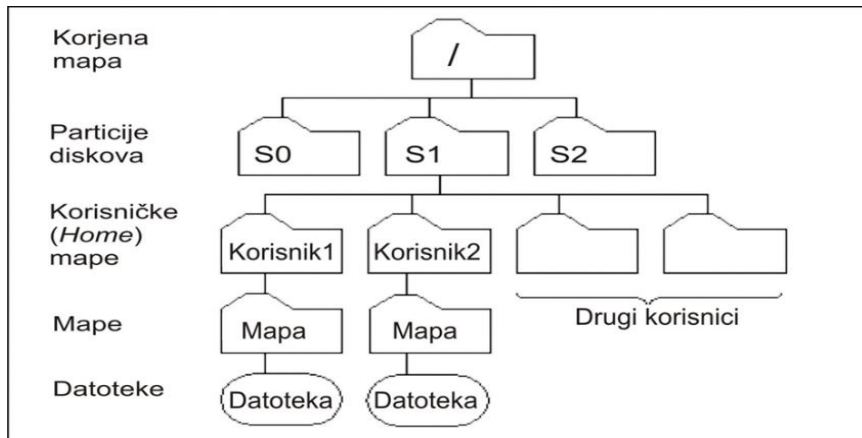 Korjena
mapa
/
Particije
diskova
S0
S1
S2
Korisničke
(Home)
mape
Korisnik1
Korisnik2
Drugi korisnici
Mape
Mapa
Mapa
Datoteke
Datoteka
Datoteka